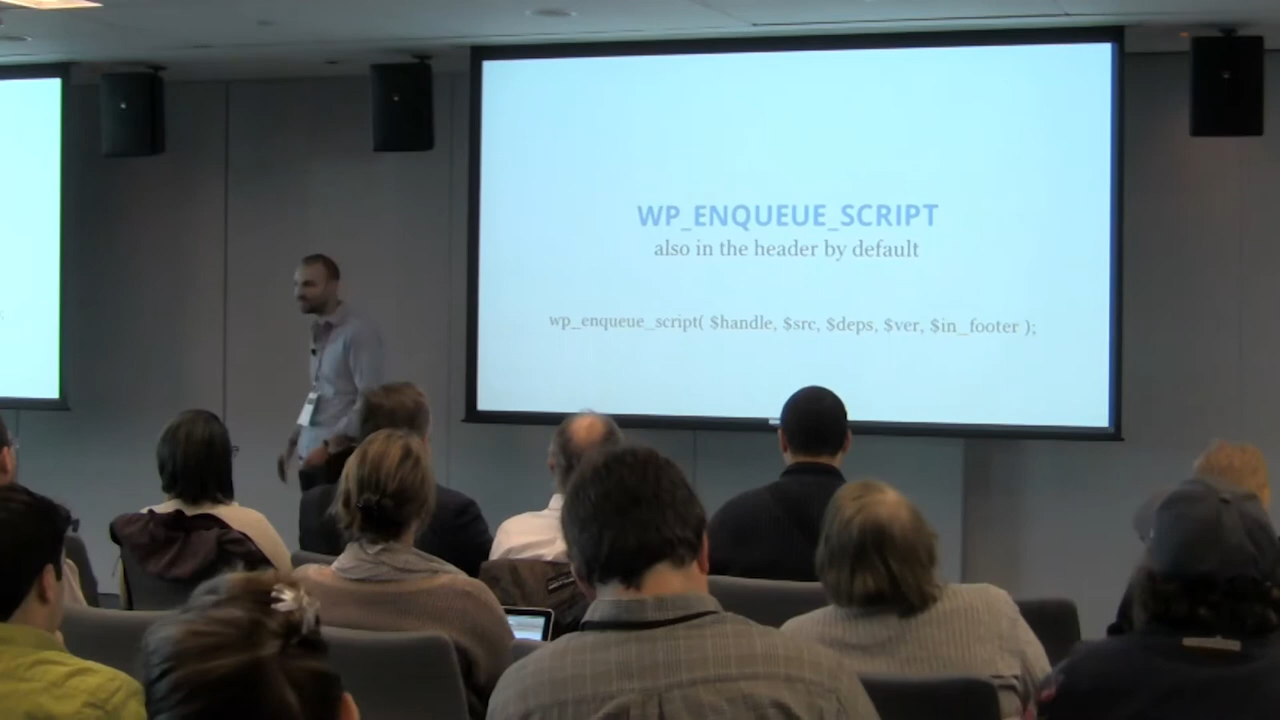 WP_ENQUEUE_SCRIPT
also in the header by default
wp_enqueue_script( $handle, $src, $deps, $ver, $in_footer );